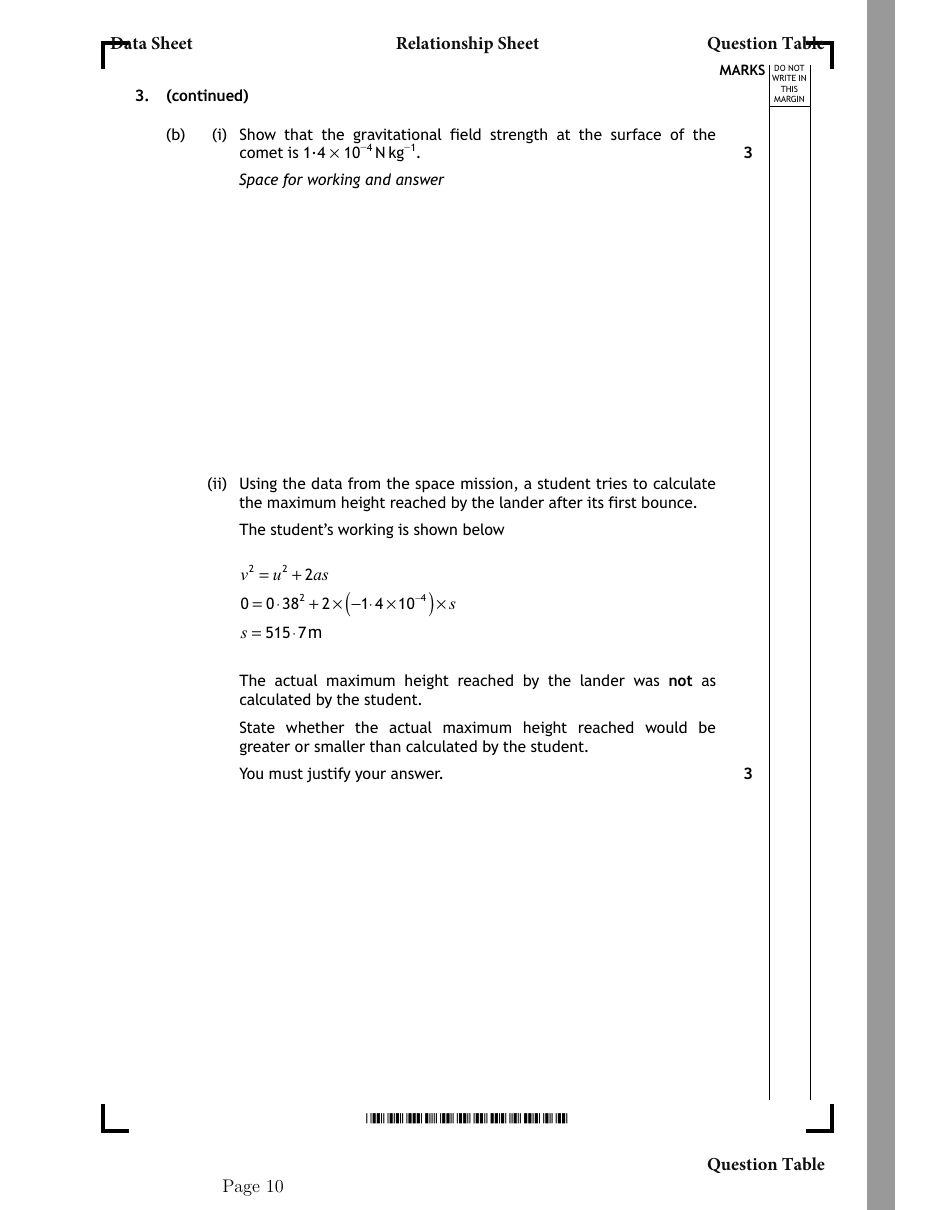 Data Sheet Relationship Sheet Question Table
MARKS
DO NOT
WRITE IN
THIS
MARGIN
3. (continued)
(b) (i) Show that the gravitational field strength at the surface of the
comet is 1·4 × 10⁻⁴ N kg⁻¹. 3
Space for working and answer
(ii) Using the data from the space mission, a student tries to calculate
the maximum height reached by the lander after its first bounce.
The student’s working is shown below
v² = u² + 2as
0 = 0·38² + 2 × (−1·4 × 10⁻⁴) × s
s = 515·7 m
The actual maximum height reached by the lander was not as
calculated by the student.
State whether the actual maximum height reached would be
greater or smaller than calculated by the student.
You must justify your answer. 3
Question Table
Page 10